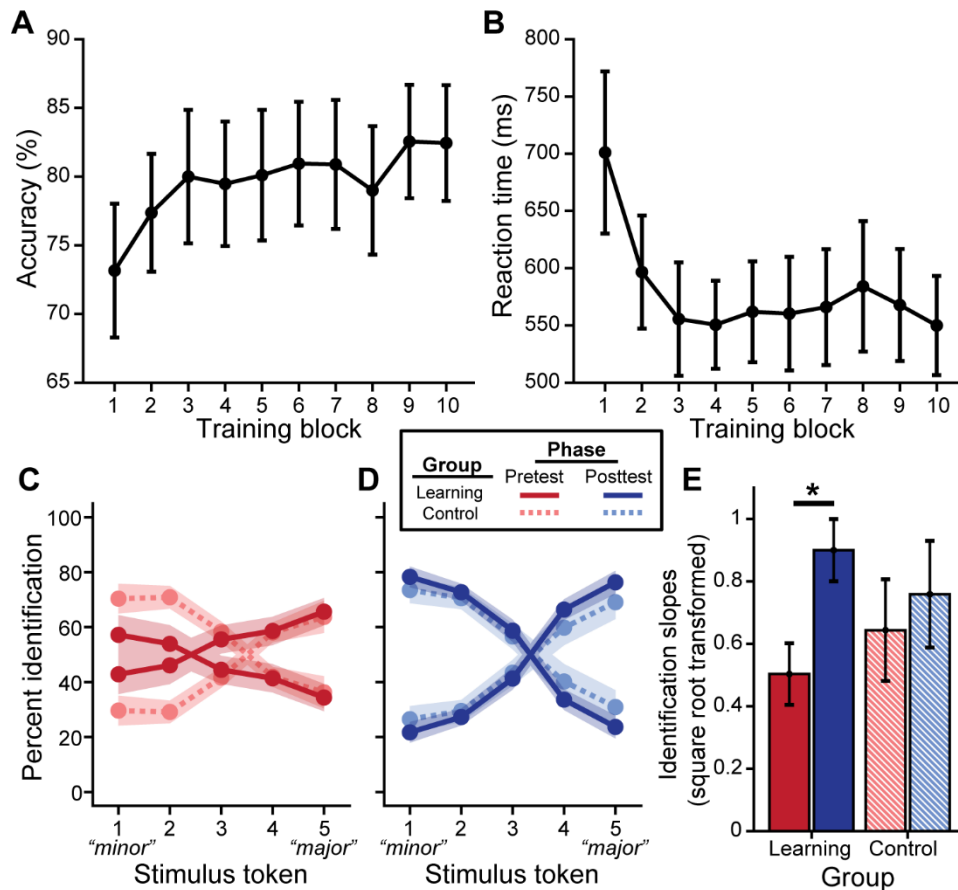 A
Accuracy (%)
90
85
80
75
70
65
1 2 3 4 5 6 7 8 9 10
Training block
B
Reaction time (ms)
800
750
700
650
600
550
500
1 2 3 4 5 6 7 8 9 10
Training block
Group
Phase
Pretest Posttest
Learning
Control
C
Percent identification
100
80
60
40
20
0
1 2 3 4 5
“minor” “major”
Stimulus token
D
1 2 3 4 5
“minor” “major”
Stimulus token
E
Identification slopes
(square root transformed)
1
0.8
0.6
0.4
0.2
0
*
Learning Control
Group